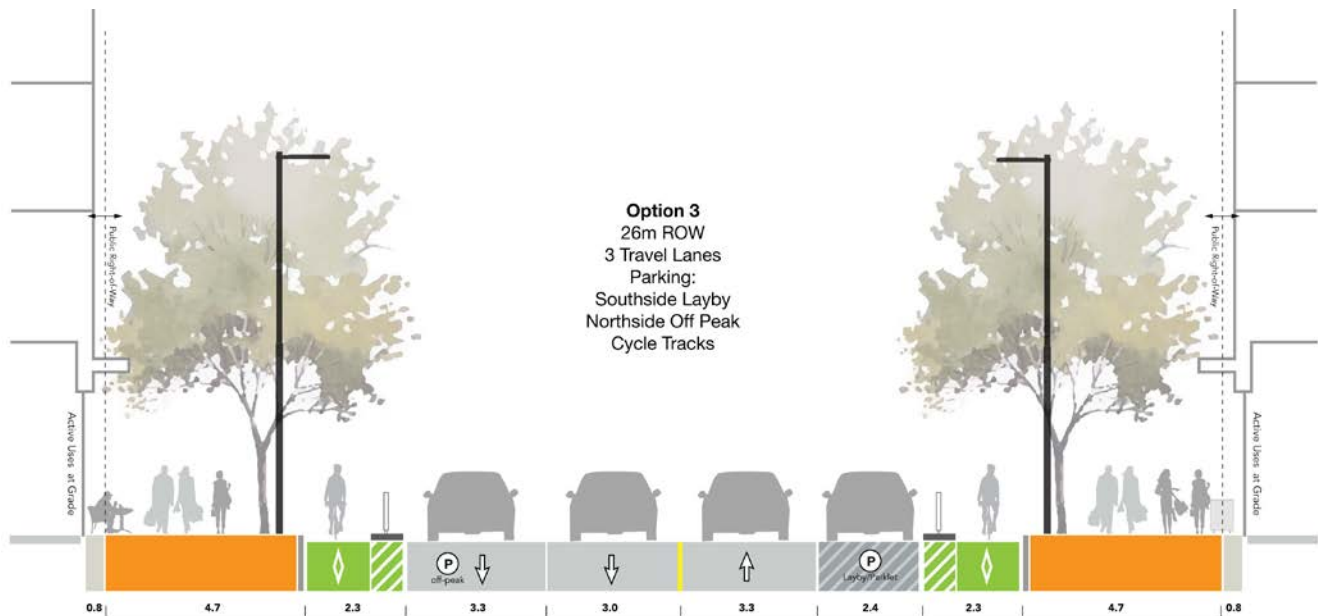 Option 3
26m ROW
3 Travel Lanes
Parking:
Southside Layby
Northside Off Peak
Cycle Tracks
Public Right-of-Way
Public Right-of-Way
Active Uses at Grade
Active Uses at Grade
P
off-peak
P
Layby/Parklet
0.8 4.7 2.3 3.3 3.0 3.3 2.4 2.3 4.7 0.8